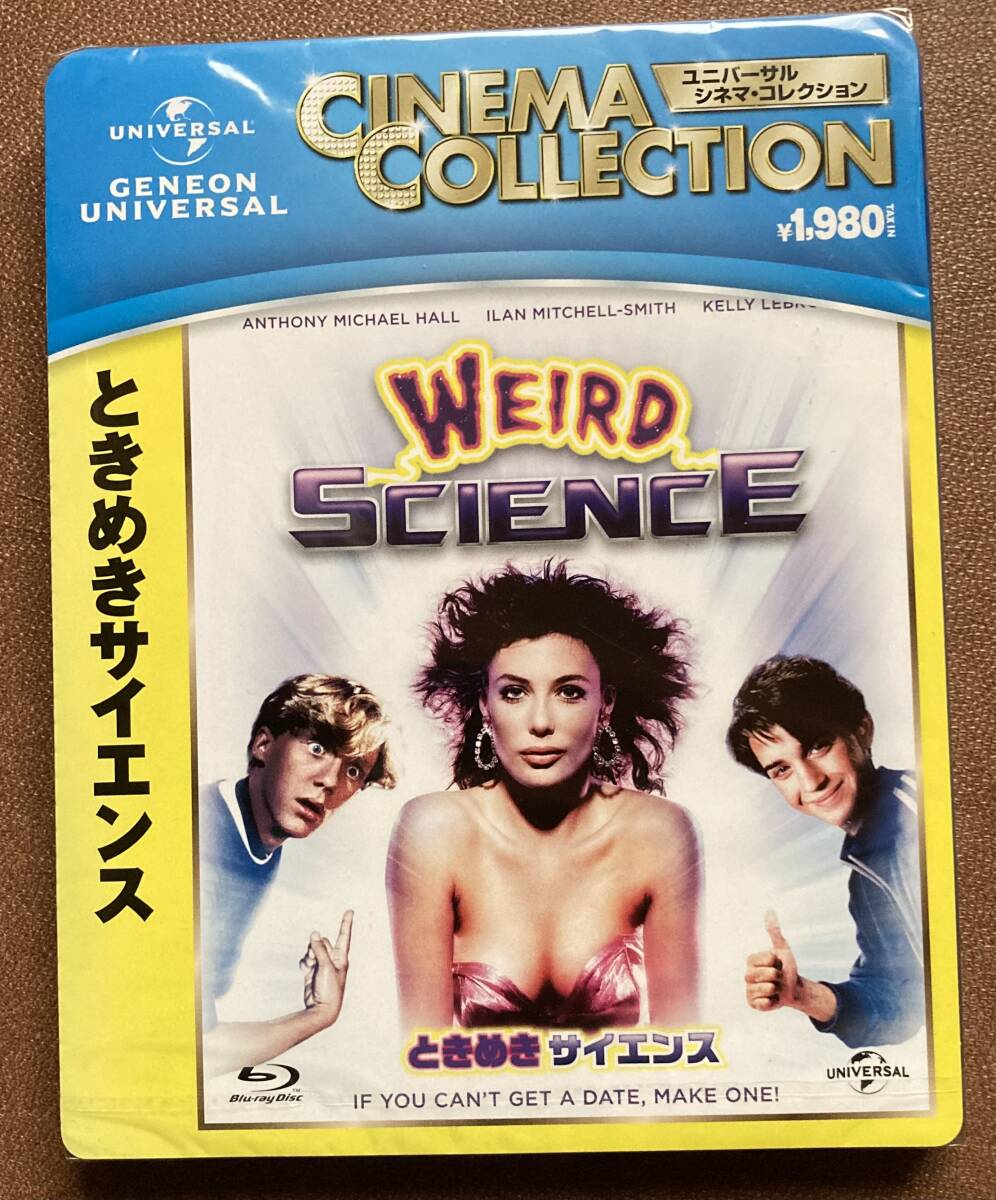 UNIVERSAL
GENEON
UNIVERSAL
CINEMA
COLLECTION
ユニバーサル
シネマ・コレクション
¥1,980 TAX IN
ANTHONY MICHAEL HALL ILAN MITCHELL-SMITH KELLY
WEIRD
SCIENCE
ときめきサイエンス
ときめきサイエンス
Blu-ray Disc TM
UNIVERSAL
IF YOU CAN'T GET A DATE, MAKE ONE!